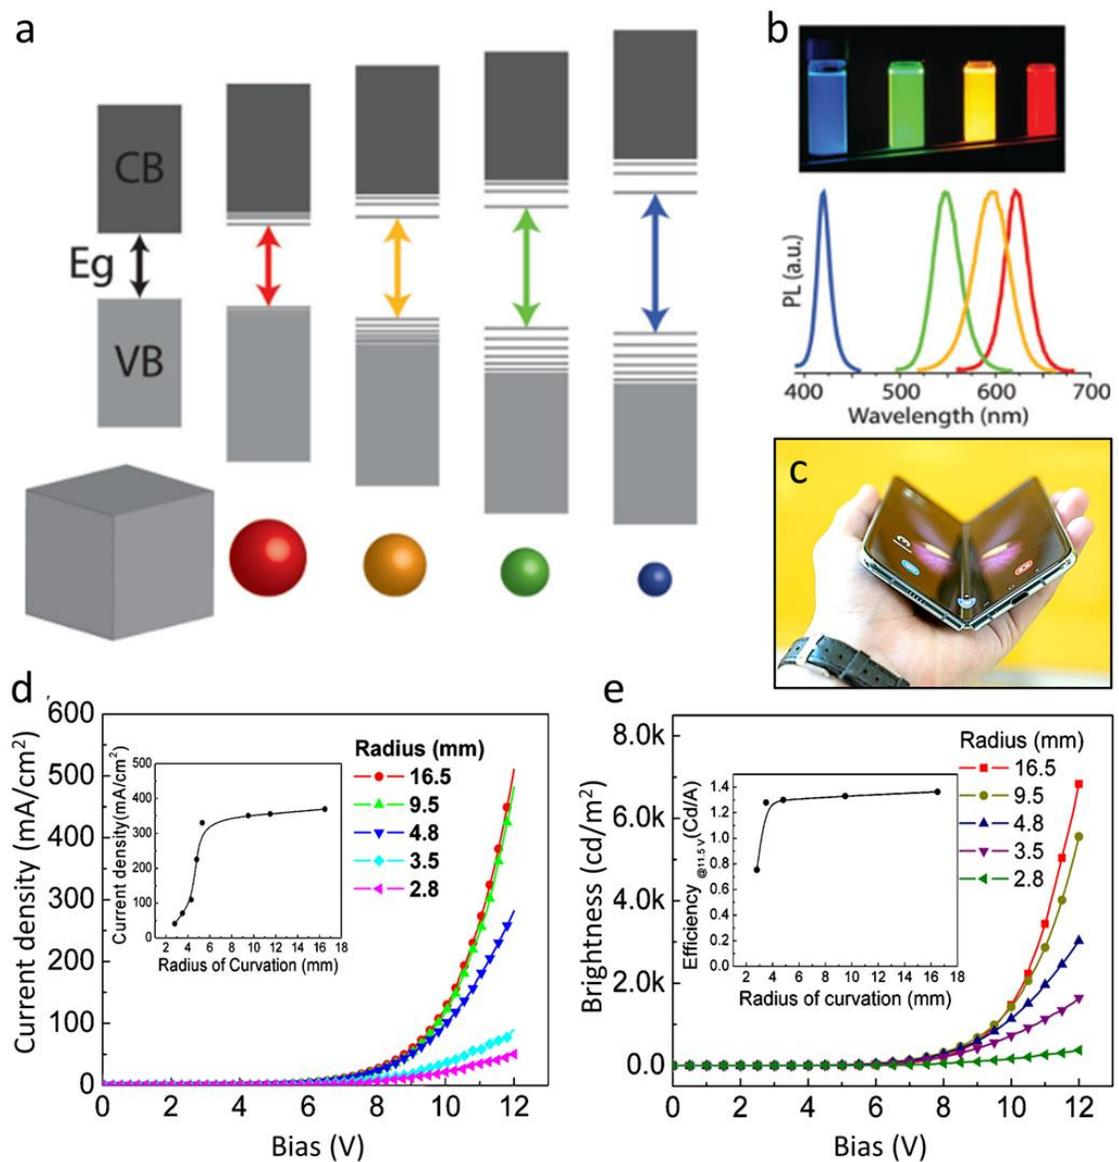 a
CB
Eg
VB
b
PL (a.u.)
400 500 600 700
Wavelength (nm)
c
d
Current density (mA/cm²)
600
500
400
300
200
100
0
0 2 4 6 8 10 12
Bias (V)
Radius (mm)
16.5
9.5
4.8
3.5
2.8
Current density(mA/cm²)
500
400
300
200
100
0
2 4 6 8 10 12 14 16 18
Radius of Curvation (mm)
e
Brightness (cd/m²)
8.0k
6.0k
4.0k
2.0k
0.0
0 2 4 6 8 10 12
Bias (V)
Radius (mm)
16.5
9.5
4.8
3.5
2.8
Efficiency @11.5 V (Cd/A)
1.4
1.2
1.0
0.8
0.6
0.4
0.2
0.0
2 4 6 8 10 12 14 16 18
Radius of curvation (mm)